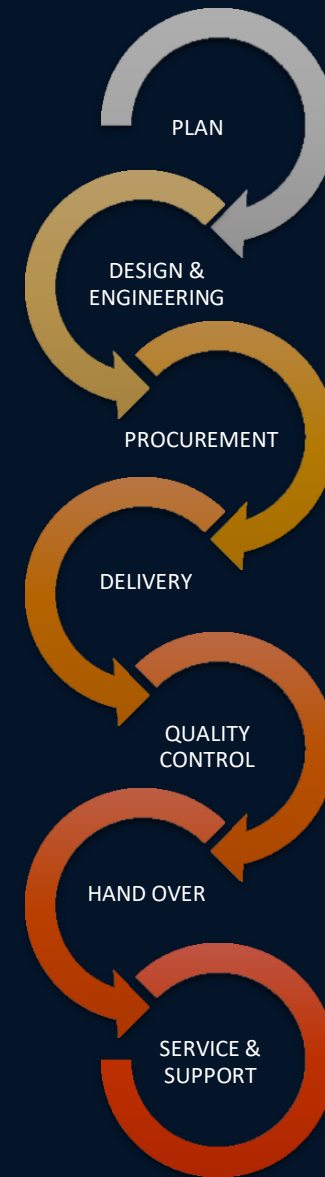 PLAN
DESIGN &
ENGINEERING
PROCUREMENT
DELIVERY
QUALITY
CONTROL
HAND OVER
SERVICE &
SUPPORT